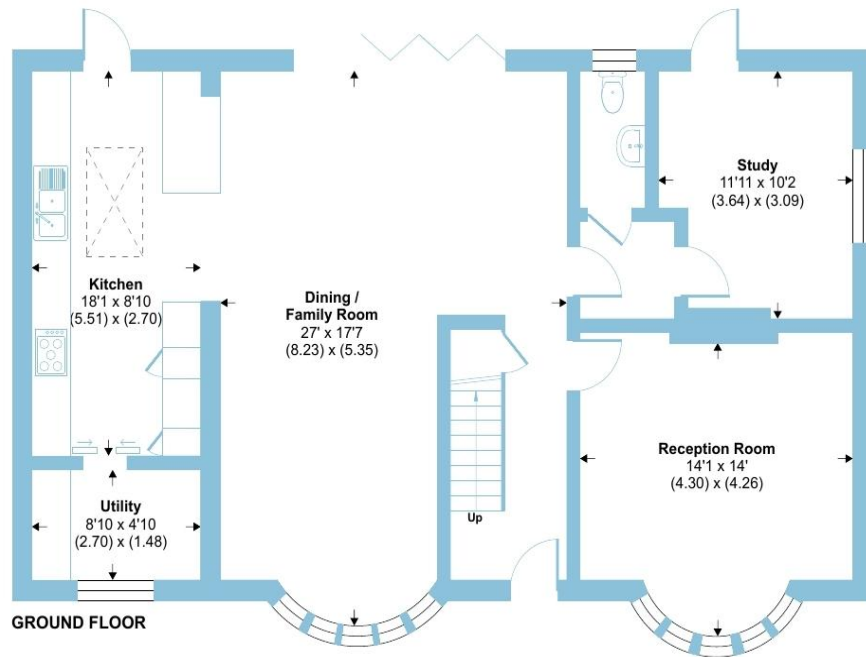 Study
11'11 x 10'2
(3.64) x (3.09)
Kitchen
18'1 x 8'10
(5.51) x (2.70)
Dining /
Family Room
27' x 17'7
(8.23) x (5.35)
Reception Room
14'1 x 14'
(4.30) x (4.26)
Utility
8'10 x 4'10
(2.70) x (1.48)
Up
GROUND FLOOR